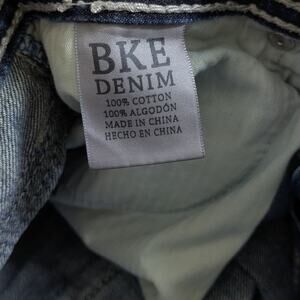 BKE
DENIM
100% COTTON
100% ALGODÓN
MADE IN CHINA
HECHO EN CHINA